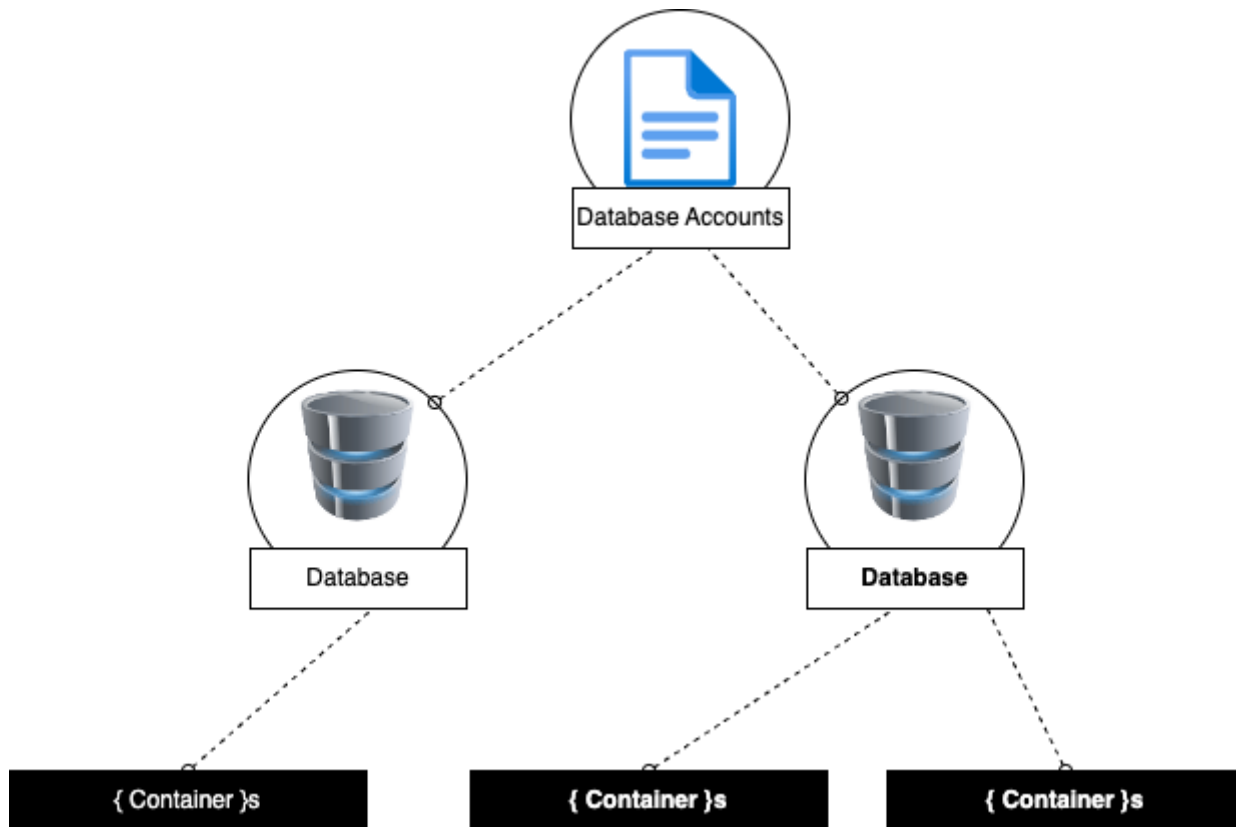 Database Accounts
Database
Database
{ Container }s
{ Container }s
{ Container }s